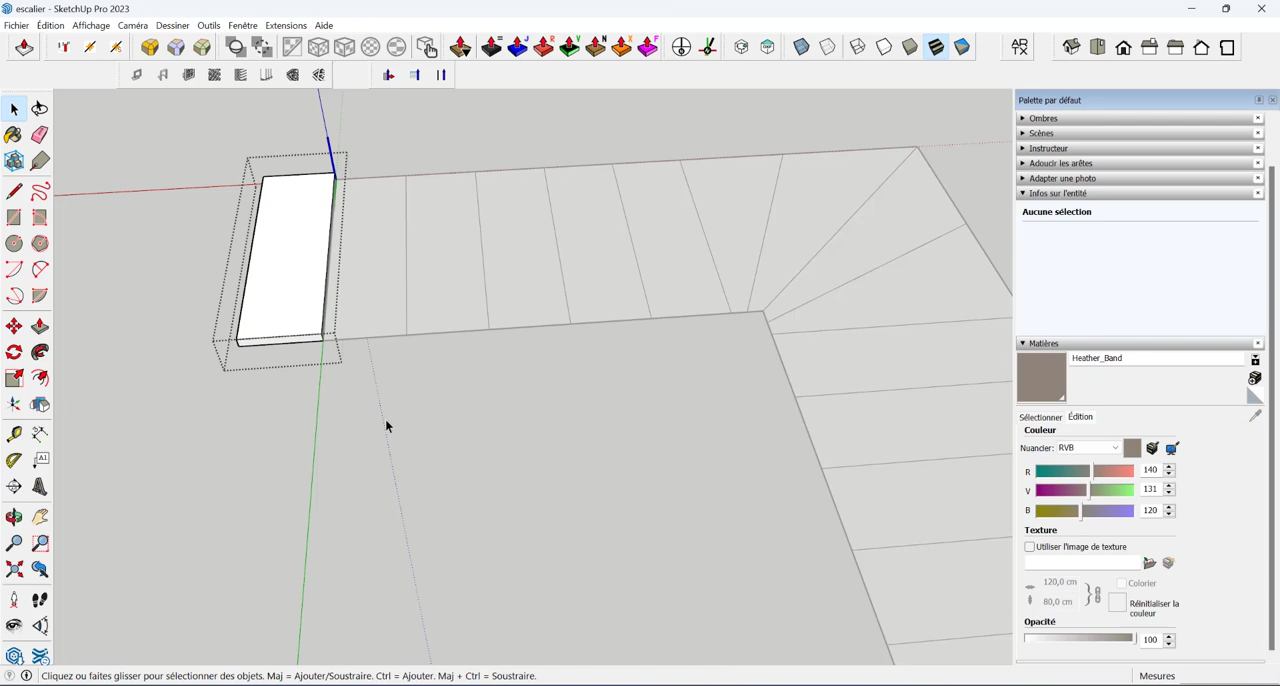 escalier - SketchUp Pro 2023
Fichier Édition Affichage Caméra Dessiner Outils Fenêtre Extensions Aide
Palette par défaut
Ombres
Scènes
Instructeur
Adoucir les arêtes
Adapter une photo
Infos sur l'entité
Aucune sélection
Matières
Heather_Band
Sélectionner Édition
Couleur
Nuancier: RVB
R 140
V 131
B 120
Texture
Utiliser l'image de texture
120,0 cm Colorier
80,0 cm Réinitialiser la
couleur
Opacité
100
Cliquez ou faites glisser pour sélectionner des objets. Maj = Ajouter/Soustraire. Ctrl = Ajouter. Maj + Ctrl = Soustraire. Mesures